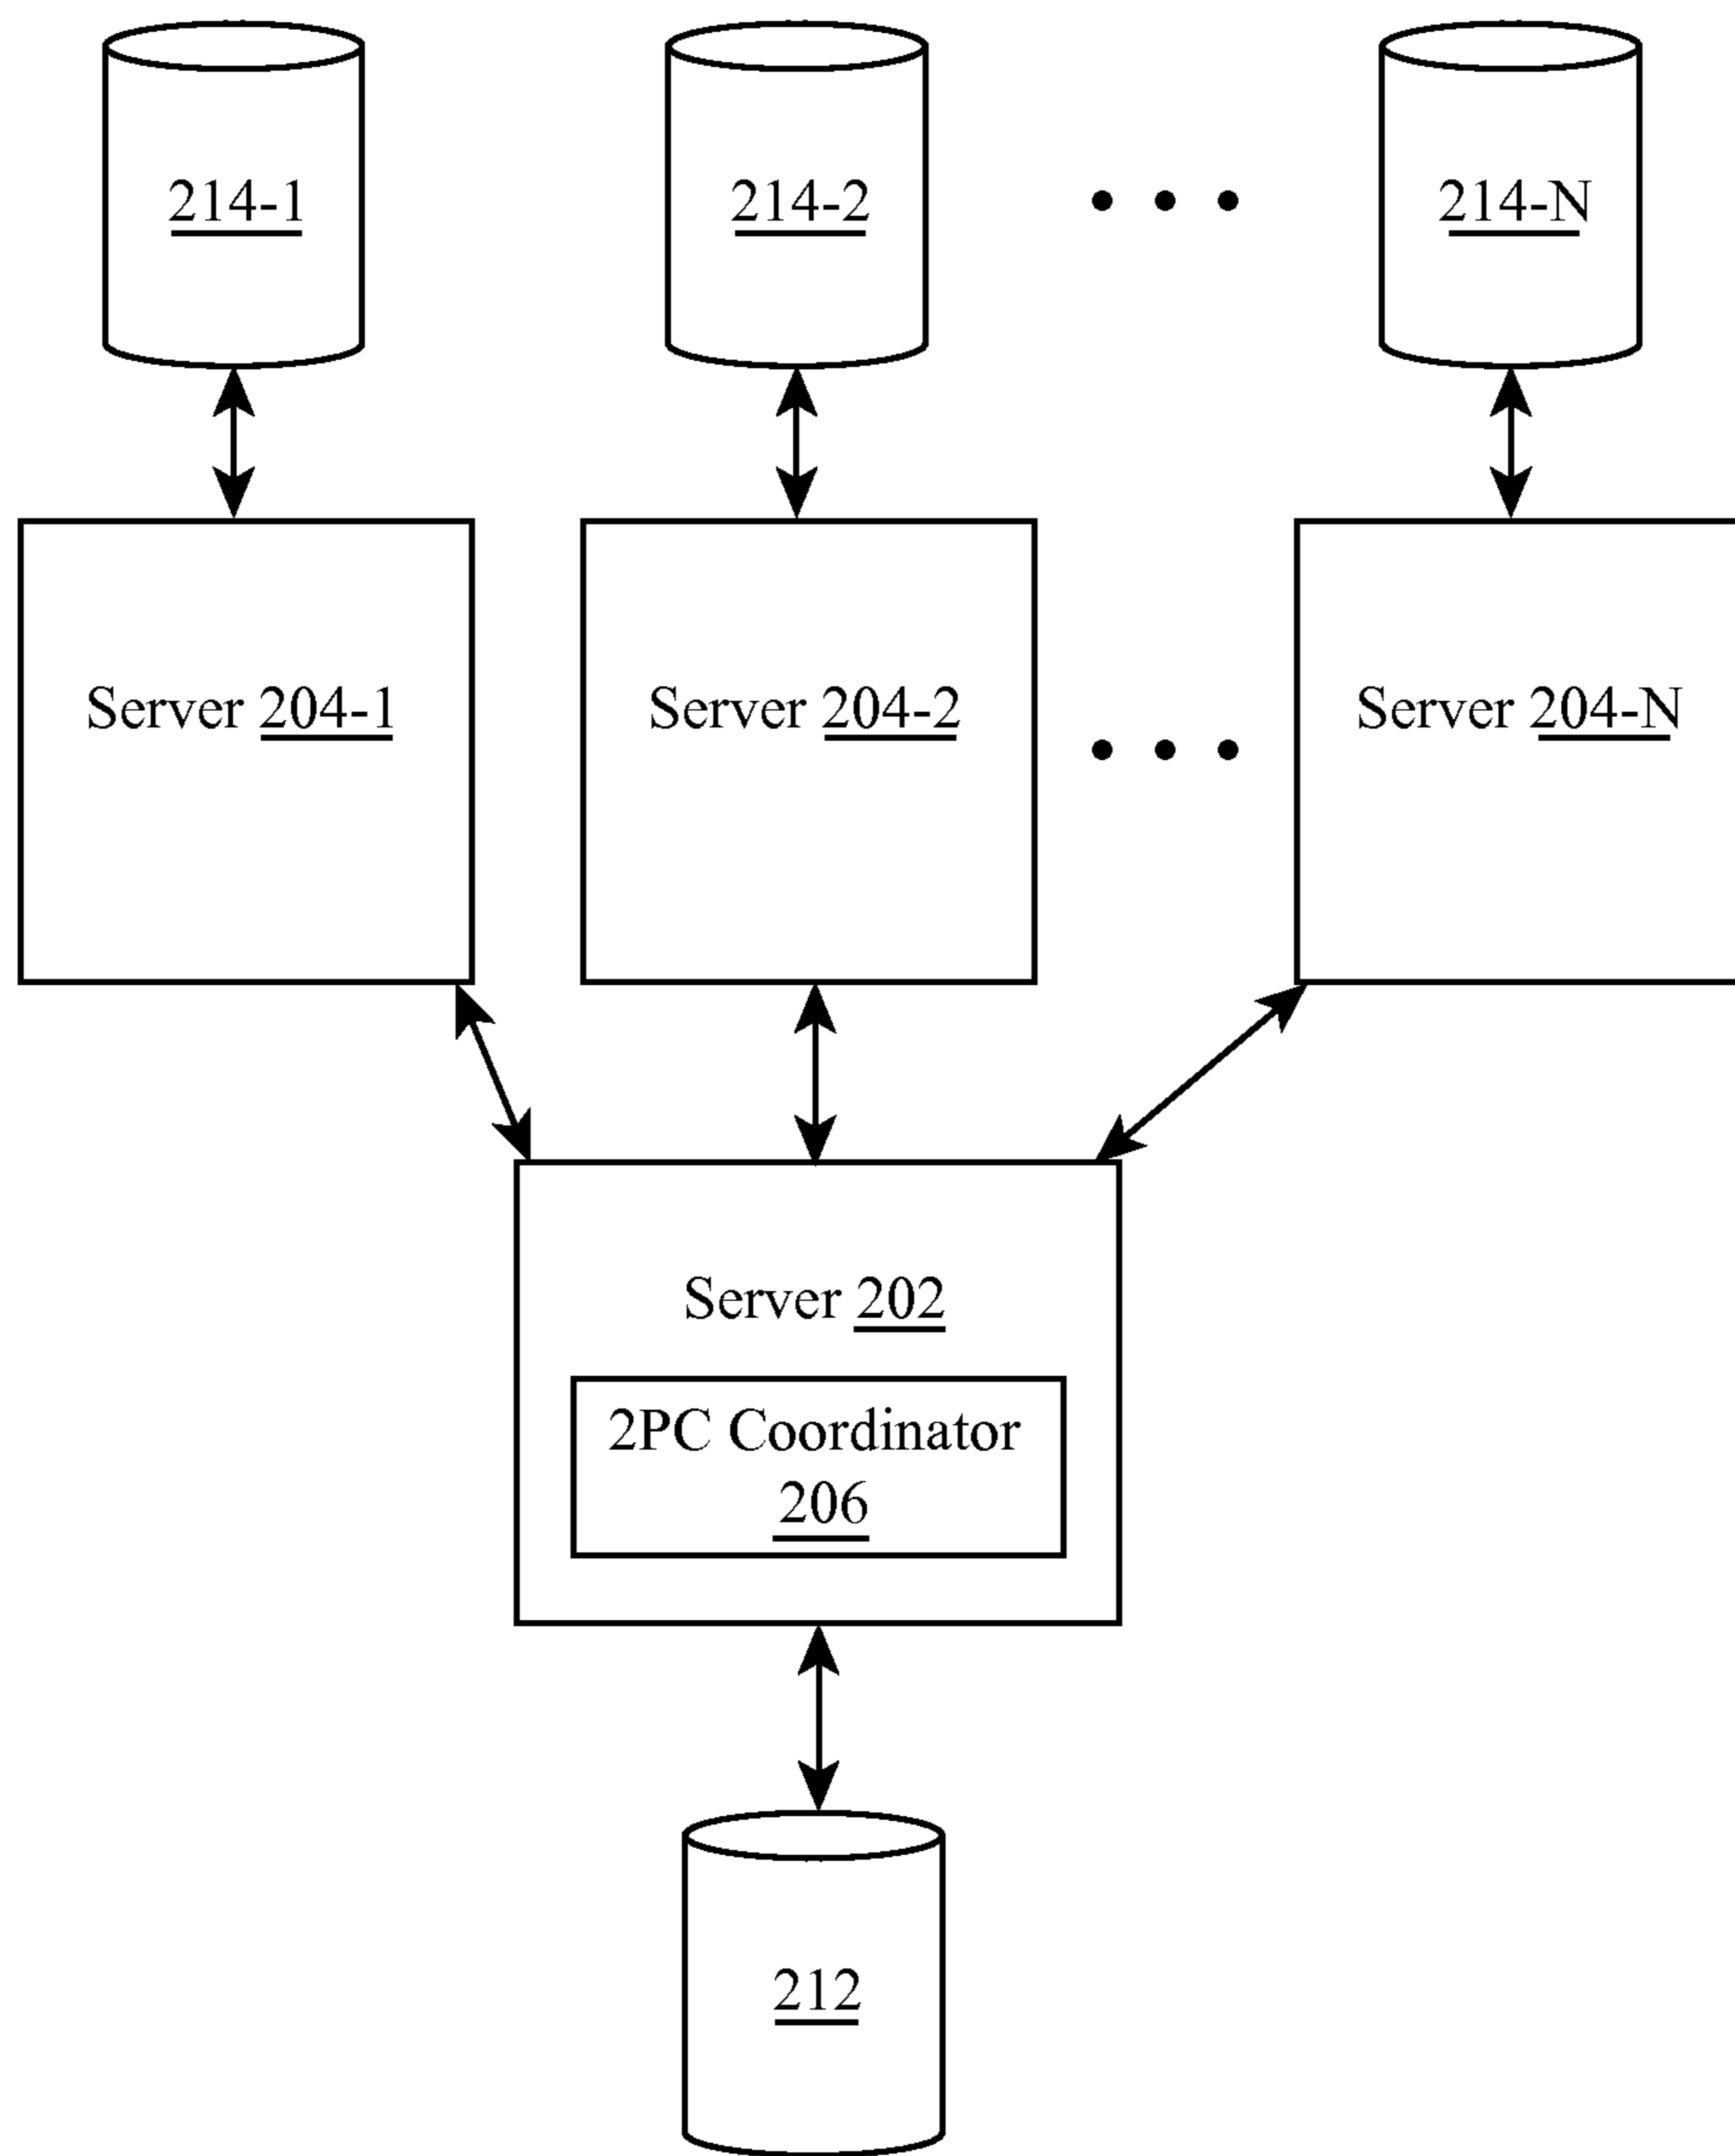 214-1
214-2
214-N
Server 204-1
Server 204-2
Server 204-N
Server 202
2PC Coordinator
206
212